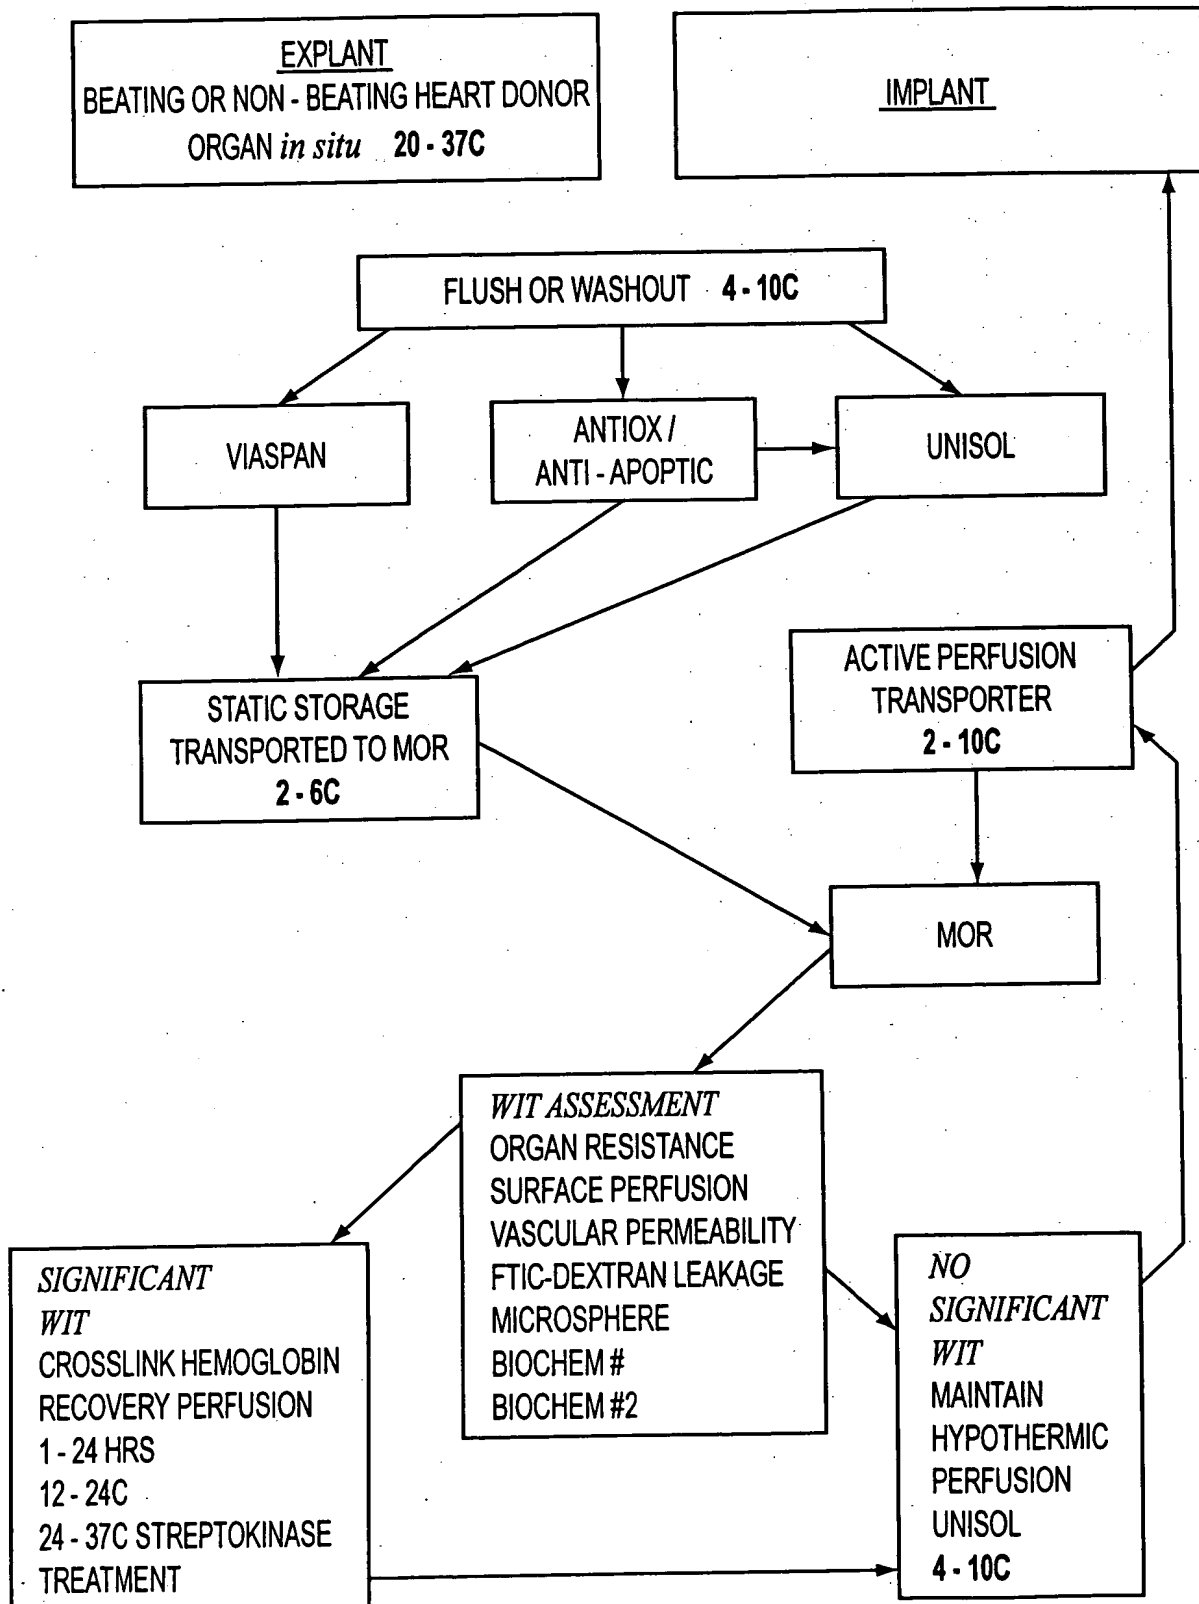 EXPLANT
BEATING OR NON - BEATING HEART DONOR
ORGAN in situ 20 - 37C
IMPLANT
FLUSH OR WASHOUT 4 - 10C
VIASPAN
ANTIOX /
ANTI - APOPTIC
UNISOL
STATIC STORAGE
TRANSPORTED TO MOR
2 - 6C
ACTIVE PERFUSION
TRANSPORTER
2 - 10C
MOR
WIT ASSESSMENT
ORGAN RESISTANCE
SURFACE PERFUSION
VASCULAR PERMEABILITY
FTIC-DEXTRAN LEAKAGE
MICROSPHERE
BIOCHEM #
BIOCHEM #2
SIGNIFICANT
WIT
CROSSLINK HEMOGLOBIN
RECOVERY PERFUSION
1 - 24 HRS
12 - 24C
24 - 37C STREPTOKINASE
TREATMENT
NO
SIGNIFICANT
WIT
MAINTAIN
HYPOTHERMIC
PERFUSION
UNISOL
4 - 10C